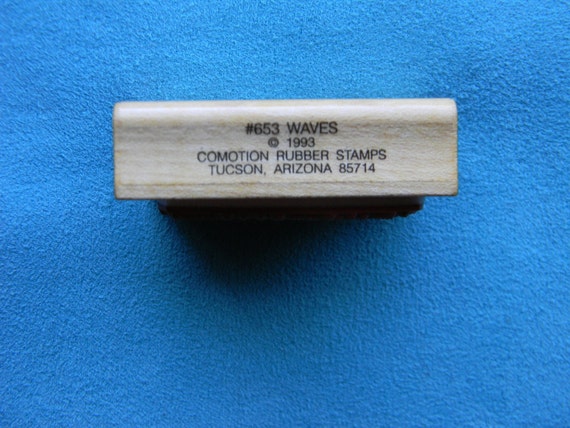 #653 WAVES
© 1993
COMOTION RUBBER STAMPS
TUCSON, ARIZONA 85714